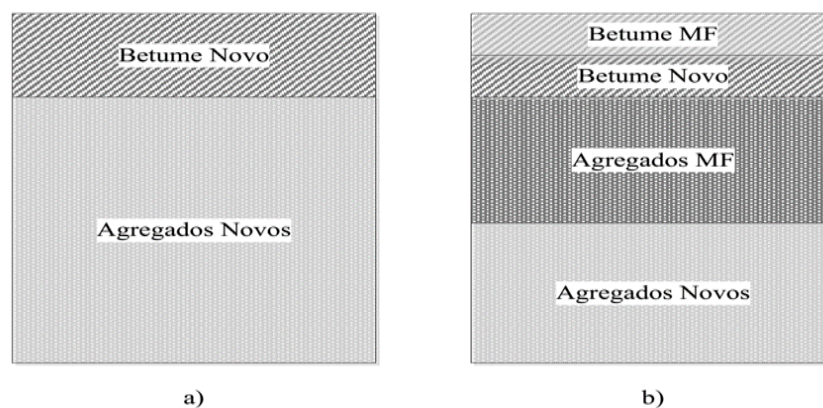 Betume Novo
Agregados Novos
a)
Betume MF
Betume Novo
Agregados MF
Agregados Novos
b)